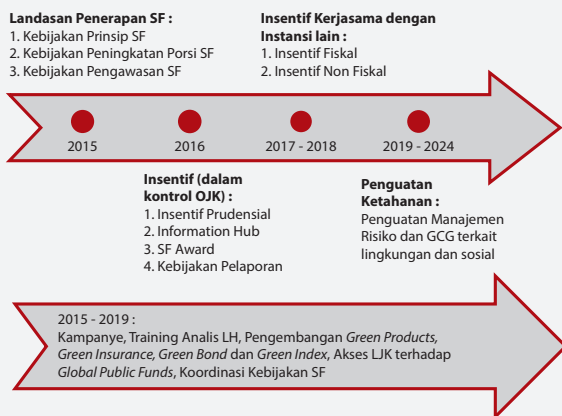 Landasan Penerapan SF :
1. Kebijakan Prinsip SF
2. Kebijakan Peningkatan Porsi SF
3. Kebijakan Pengawasan SF
Insentif Kerjasama dengan
Instansi lain :
1. Insentif Fiskal
2. Insentif Non Fiskal
2015
2016
2017 - 2018
2019 - 2024
Insentif (dalam
kontrol OJK) :
1. Insentif Prudensial
2. Information Hub
3. SF Award
4. Kebijakan Pelaporan
Penguatan
Ketahanan :
Penguatan Manajemen
Risiko dan GCG terkait
lingkungan dan sosial
2015 - 2019 :
Kampanye, Training Analis LH, Pengembangan Green Products,
Green Insurance, Green Bond dan Green Index, Akses LJK terhadap
Global Public Funds, Koordinasi Kebijakan SF